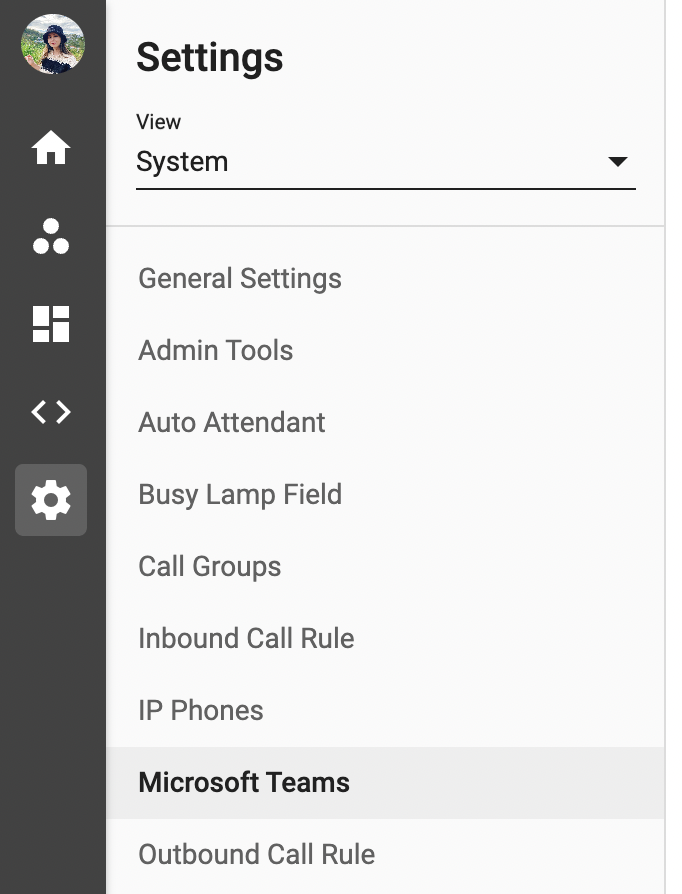 Settings
View
System
General Settings
Admin Tools
Auto Attendant
Busy Lamp Field
Call Groups
Inbound Call Rule
IP Phones
Microsoft Teams
Outbound Call Rule